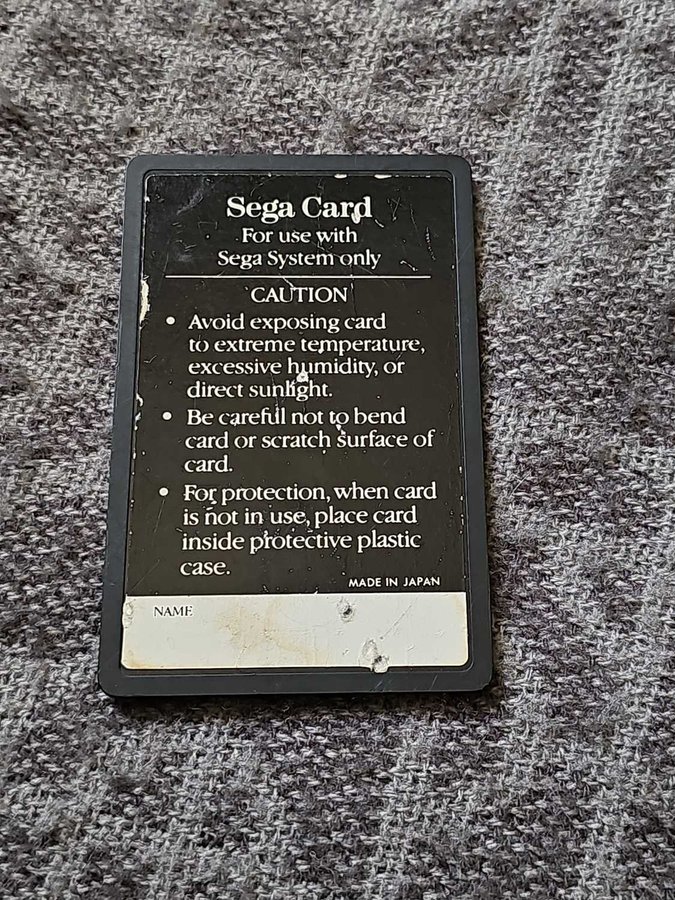 Sega Card
For use with
Sega System only
CAUTION
• Avoid exposing card
to extreme temperature,
excessive humidity, or
direct sunlight.
• Be careful not to bend
card or scratch surface of
card.
• For protection, when card
is not in use, place card
inside protective plastic
case.
MADE IN JAPAN
NAME